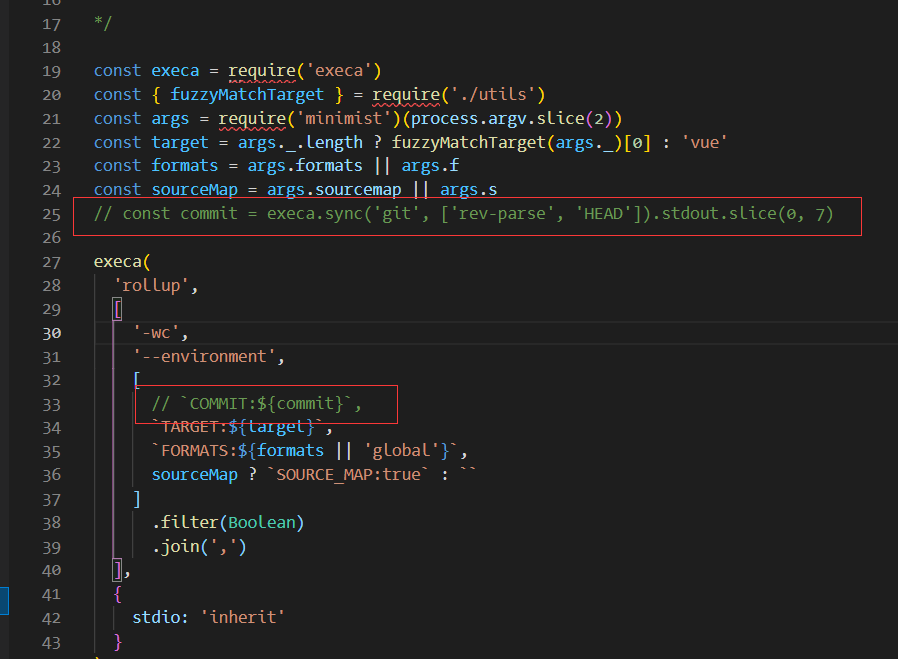 16
17 */
18
19 const execa = require('execa')
20 const { fuzzyMatchTarget } = require('./utils')
21 const args = require('minimist')(process.argv.slice(2))
22 const target = args._.length ? fuzzyMatchTarget(args._)[0] : 'vue'
23 const formats = args.formats || args.f
24 const sourceMap = args.sourcemap || args.s
25 // const commit = execa.sync('git', ['rev-parse', 'HEAD']).stdout.slice(0, 7)
26
27 execa(
28   'rollup',
29   [
30     '-wc',
31     '--environment',
32     [
33       // `COMMIT:${commit}`,
34       `TARGET:${target}`,
35       `FORMATS:${formats || 'global'}`,
36       sourceMap ? `SOURCE_MAP:true` : ``
37     ]
38       .filter(Boolean)
39       .join(',')
40   ],
41   {
42     stdio: 'inherit'
43   }